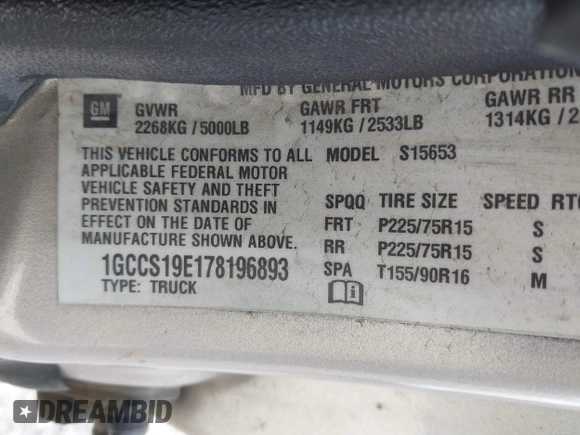 MFD BY GENERAL MOTORS CORPORATION
GM
GVWR GAWR FRT GAWR RR
2268KG / 5000LB 1149KG / 2533LB 1314KG / 2
THIS VEHICLE CONFORMS TO ALL MODEL S15653
APPLICABLE FEDERAL MOTOR
VEHICLE SAFETY AND THEFT
PREVENTION STANDARDS IN SPQQ TIRE SIZE SPEED RTG
EFFECT ON THE DATE OF FRT P225/75R15 S
MANUFACTURE SHOWN ABOVE. RR P225/75R15 S
1GCCS19E178196893 SPA T155/90R16 M
TYPE: TRUCK
DREAMBID